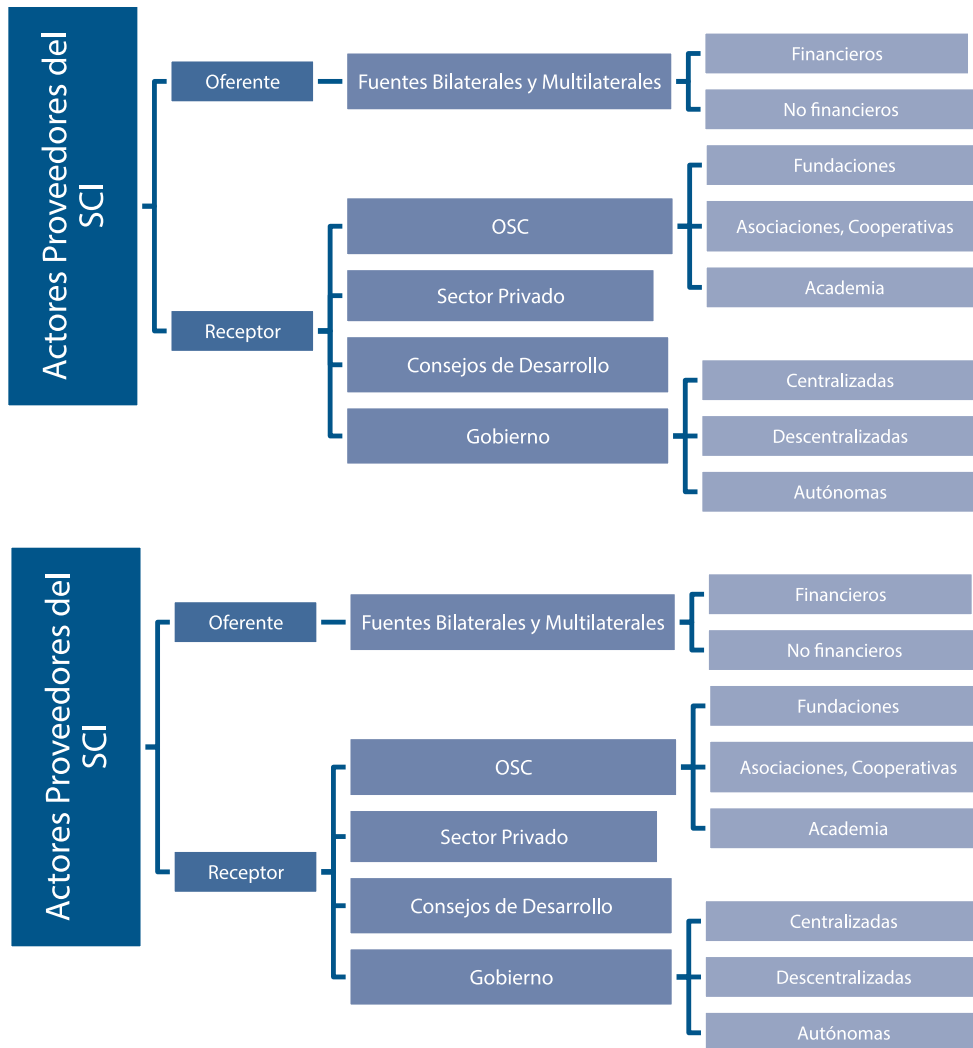 Actores Proveedores del
SCI
Oferente
Fuentes Bilaterales y Multilaterales
Financieros
No financieros
Receptor
OSC
Fundaciones
Asociaciones, Cooperativas
Academia
Sector Privado
Consejos de Desarrollo
Gobierno
Centralizadas
Descentralizadas
Autónomas
Actores Proveedores del
SCI
Oferente
Fuentes Bilaterales y Multilaterales
Financieros
No financieros
Receptor
OSC
Fundaciones
Asociaciones, Cooperativas
Academia
Sector Privado
Consejos de Desarrollo
Gobierno
Centralizadas
Descentralizadas
Autónomas